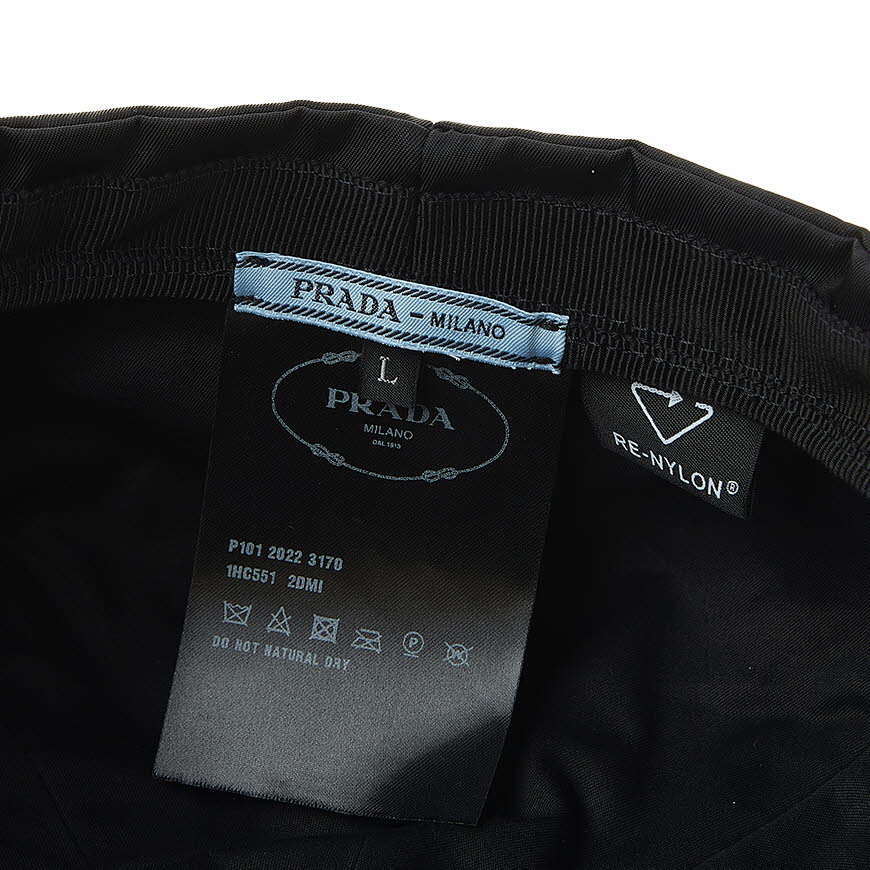 PRADA – MILANO
L
PRADA
MILANO
DAL 1913
RE-NYLON®
P101 2022 3170
1HC551 2DMI
P
DO NOT NATURAL DRY